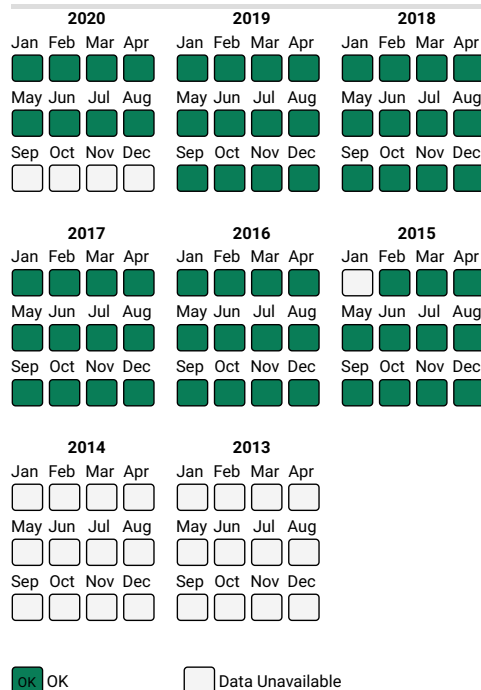 2020 2019 2018
Jan Feb Mar Apr Jan Feb Mar Apr Jan Feb Mar Apr
May Jun Jul Aug May Jun Jul Aug May Jun Jul Aug
Sep Oct Nov Dec Sep Oct Nov Dec Sep Oct Nov Dec
2017 2016 2015
Jan Feb Mar Apr Jan Feb Mar Apr Jan Feb Mar Apr
May Jun Jul Aug May Jun Jul Aug May Jun Jul Aug
Sep Oct Nov Dec Sep Oct Nov Dec Sep Oct Nov Dec
2014 2013
Jan Feb Mar Apr Jan Feb Mar Apr
May Jun Jul Aug May Jun Jul Aug
Sep Oct Nov Dec Sep Oct Nov Dec
OK OK Data Unavailable